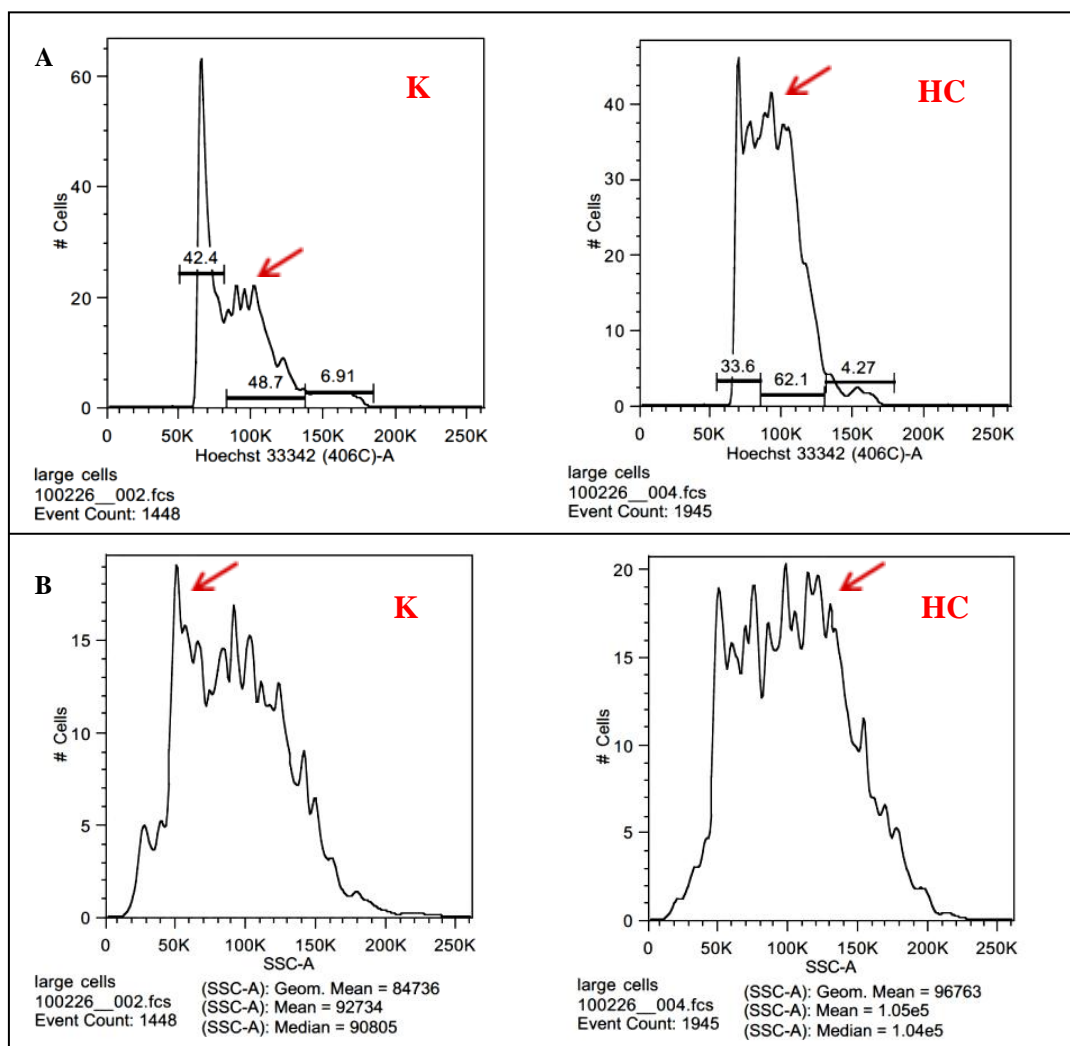 A
K
HC
60
40
20
0
# Cells
42.4
48.7
6.91
0 50K 100K 150K 200K 250K
Hoechst 33342 (406C)-A
large cells
100226__002.fcs
Event Count: 1448
40
30
20
10
0
# Cells
33.6
62.1
4.27
0 50K 100K 150K 200K 250K
Hoechst 33342 (406C)-A
large cells
100226__004.fcs
Event Count: 1945
B
K
HC
15
10
5
0
# Cells
0 50K 100K 150K 200K 250K
SSC-A
large cells
100226__002.fcs
Event Count: 1448
(SSC-A): Geom. Mean = 84736
(SSC-A): Mean = 92734
(SSC-A): Median = 90805
20
15
10
5
0
# Cells
0 50K 100K 150K 200K 250K
SSC-A
large cells
100226__004.fcs
Event Count: 1945
(SSC-A): Geom. Mean = 96763
(SSC-A): Mean = 1.05e5
(SSC-A): Median = 1.04e5